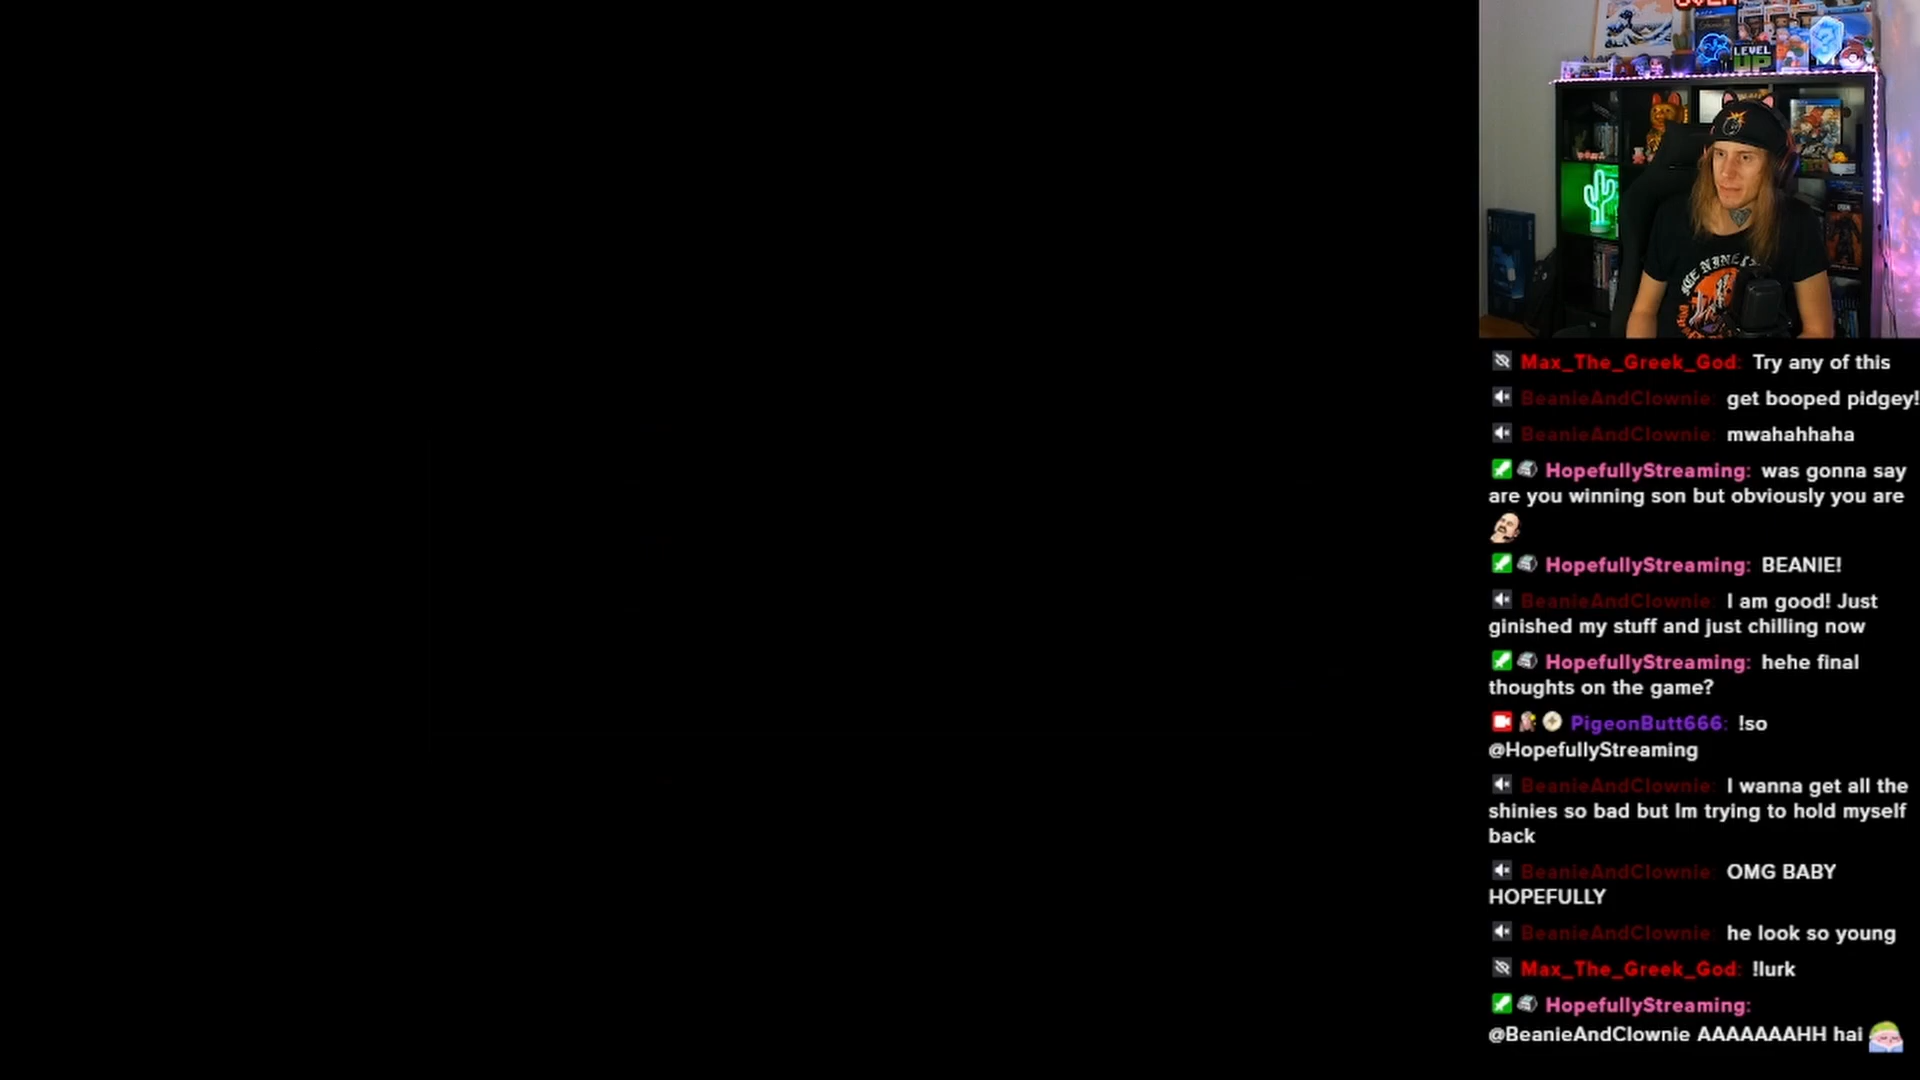 LEVEL
UP
Max_The_Greek_God: Try any of this
BeanieAndClownie: get booped pidgey!
BeanieAndClownie: mwahahhaha
HopefullyStreaming: was gonna say
are you winning son but obviously you are
HopefullyStreaming: BEANIE!
BeanieAndClownie: I am good! Just
ginished my stuff and just chilling now
HopefullyStreaming: hehe final
thoughts on the game?
PigeonButt666: !so
@HopefullyStreaming
BeanieAndClownie: I wanna get all the
shinies so bad but Im trying to hold myself
back
BeanieAndClownie: OMG BABY
HOPEFULLY
BeanieAndClownie: he look so young
Max_The_Greek_God: !lurk
HopefullyStreaming:
@BeanieAndClownie AAAAAAAHH hai